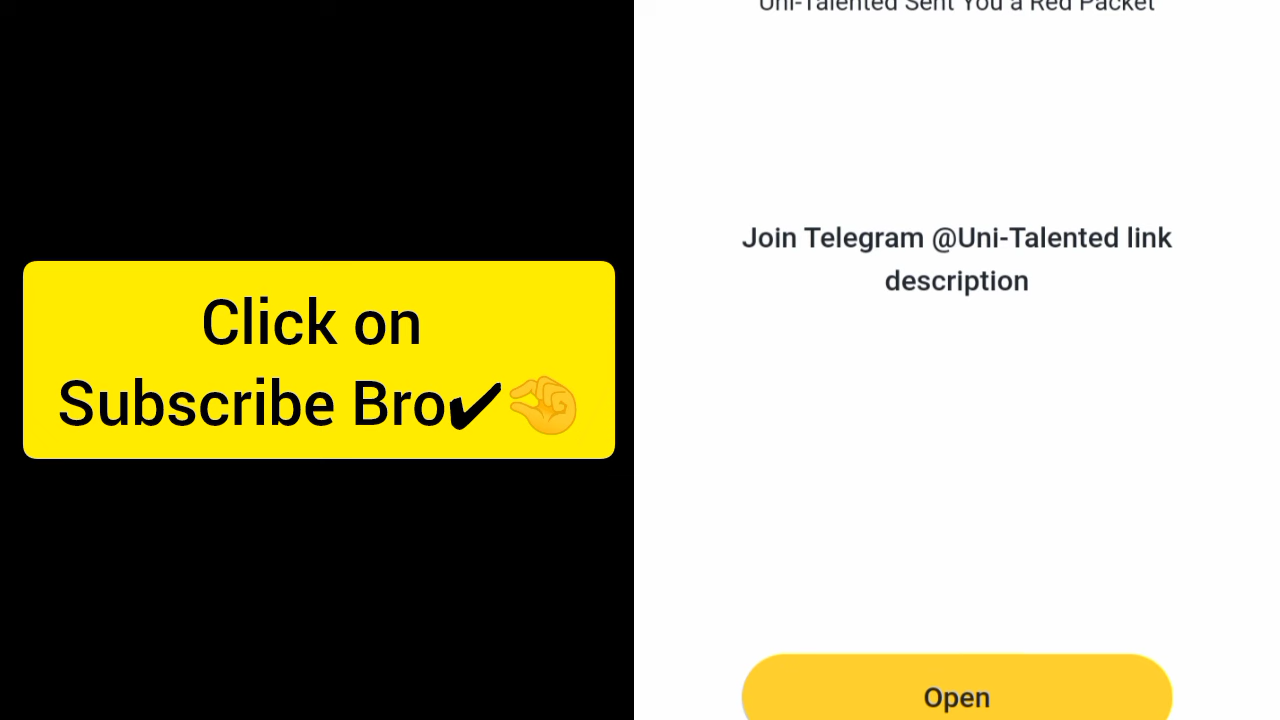 Click on
Subscribe Bro✔🤏
Uni-Talented Sent You a Red Packet
Join Telegram @Uni-Talented link
description
Open